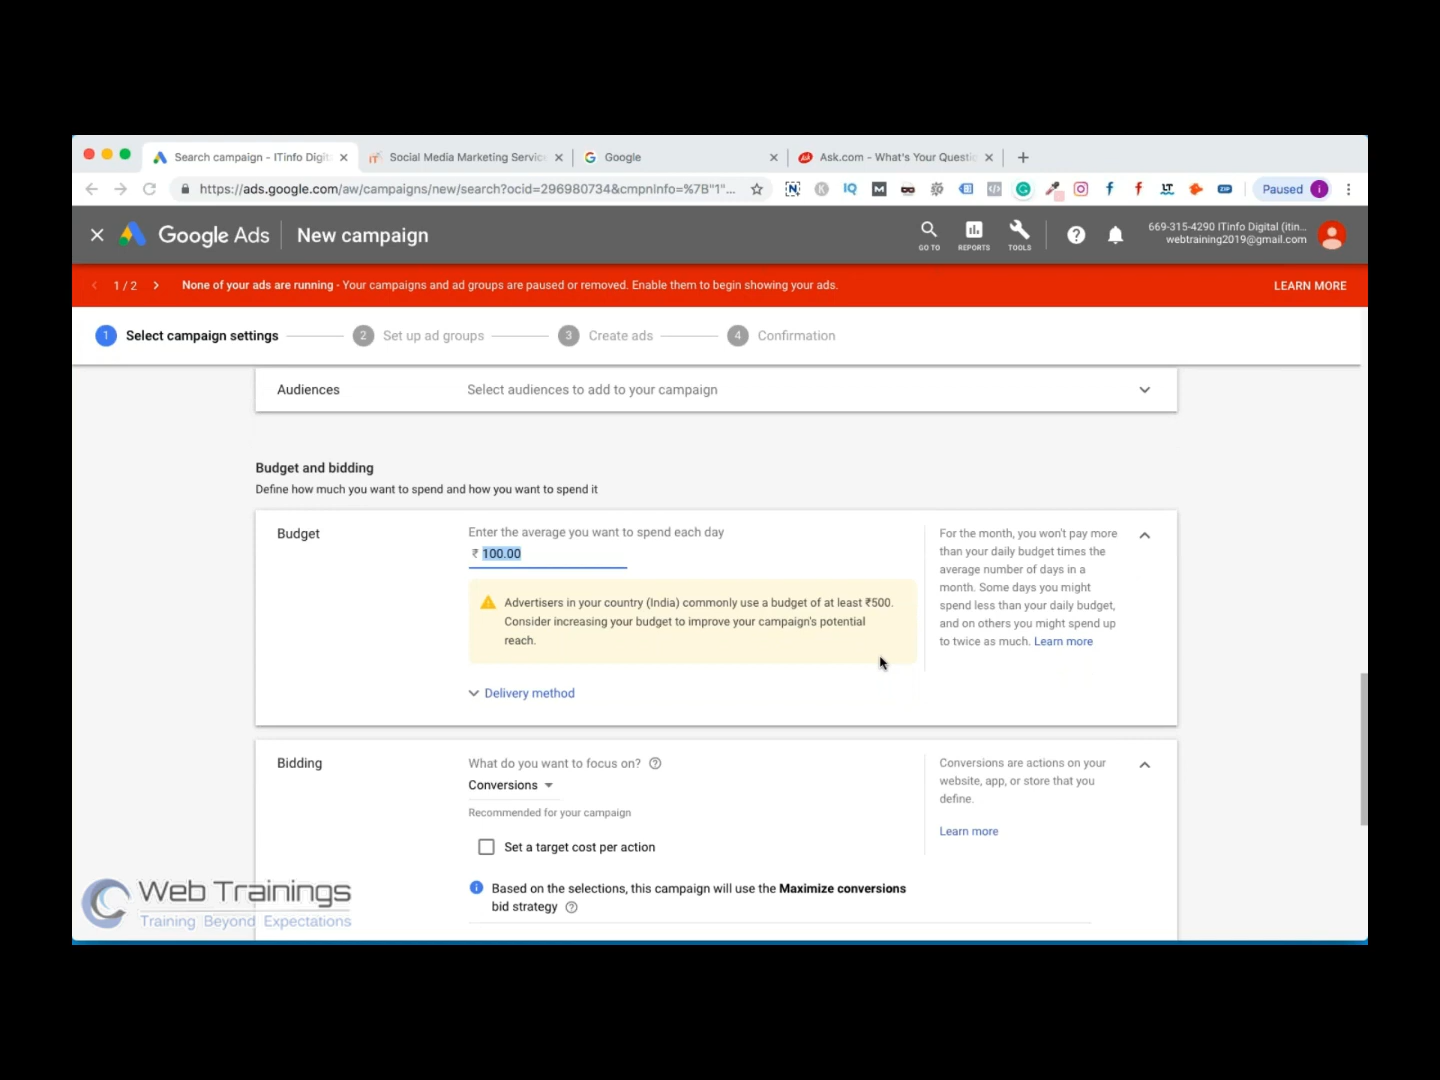 Search campaign - ITinfo Digit
Social Media Marketing Servic
Google
Ask.com - What's Your Questi
https://ads.google.com/aw/campaigns/new/search?ocid=296980734&cmpninfo=%7B"1"...
Paused i
Google Ads New campaign
GO TO REPORTS TOOLS
669-315-4290 ITinfo Digital (itin...
webtraining2019@gmail.com
1 / 2 None of your ads are running - Your campaigns and ad groups are paused or removed. Enable them to begin showing your ads. LEARN MORE
1 Select campaign settings 2 Set up ad groups 3 Create ads 4 Confirmation
Audiences Select audiences to add to your campaign
Budget and bidding
Define how much you want to spend and how you want to spend it
Budget
Enter the average you want to spend each day
₹ 100.00
Advertisers in your country (India) commonly use a budget of at least ₹500.
Consider increasing your budget to improve your campaign's potential
reach.
Delivery method
For the month, you won't pay more
than your daily budget times the
average number of days in a
month. Some days you might
spend less than your daily budget,
and on others you might spend up
to twice as much. Learn more
Bidding
What do you want to focus on?
Conversions
Recommended for your campaign
Set a target cost per action
Based on the selections, this campaign will use the Maximize conversions
bid strategy
Conversions are actions on your
website, app, or store that you
define.
Learn more
Web Trainings
Training Beyond Expectations